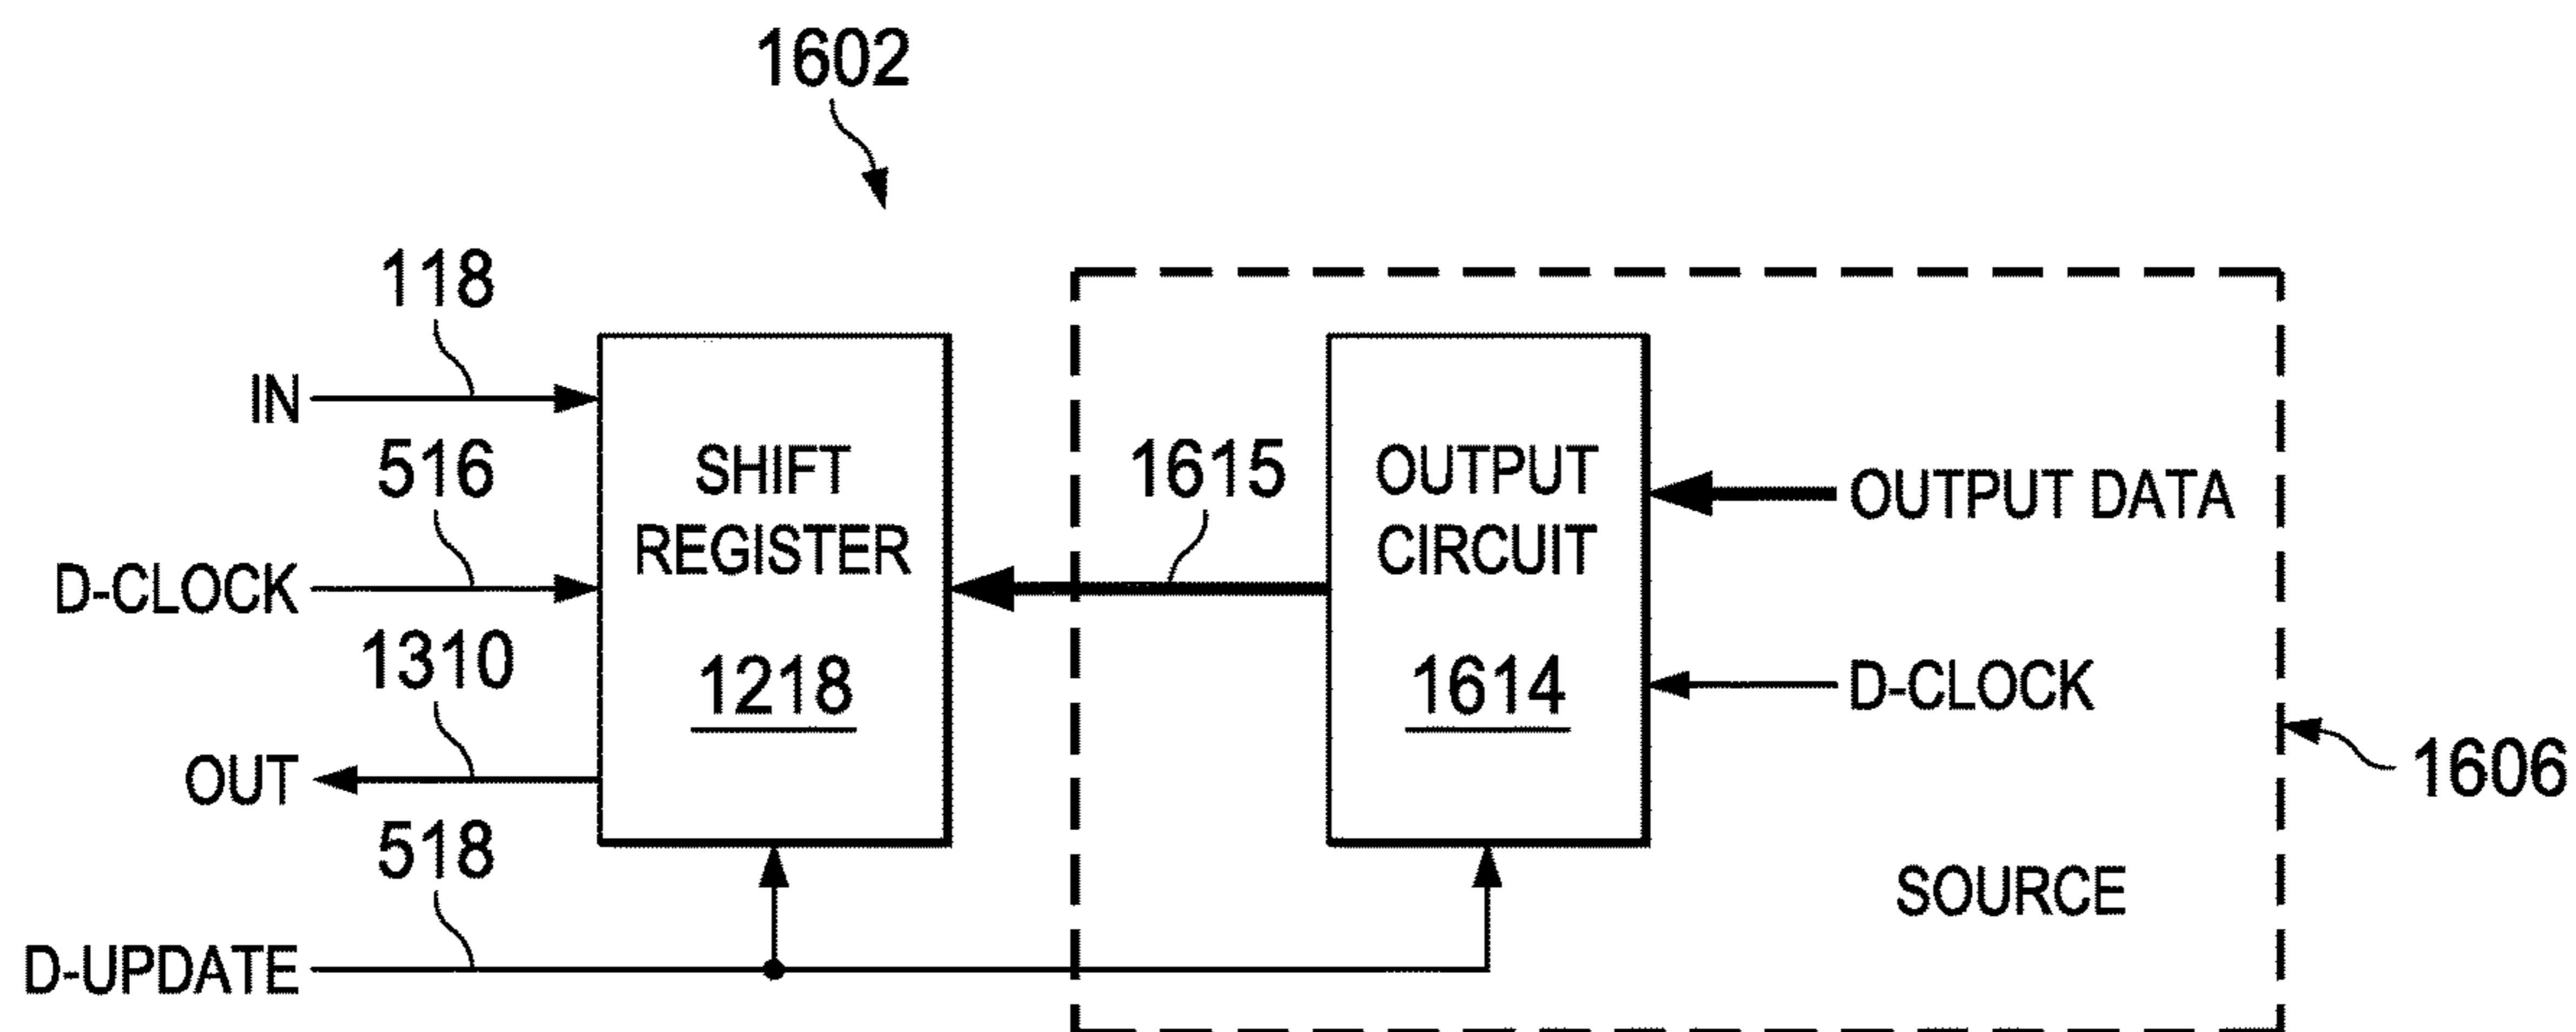 1602
118
IN
516
D-CLOCK
1310
OUT
518
D-UPDATE
SHIFT
REGISTER
1218
1615
OUTPUT
CIRCUIT
1614
OUTPUT DATA
D-CLOCK
SOURCE
1606